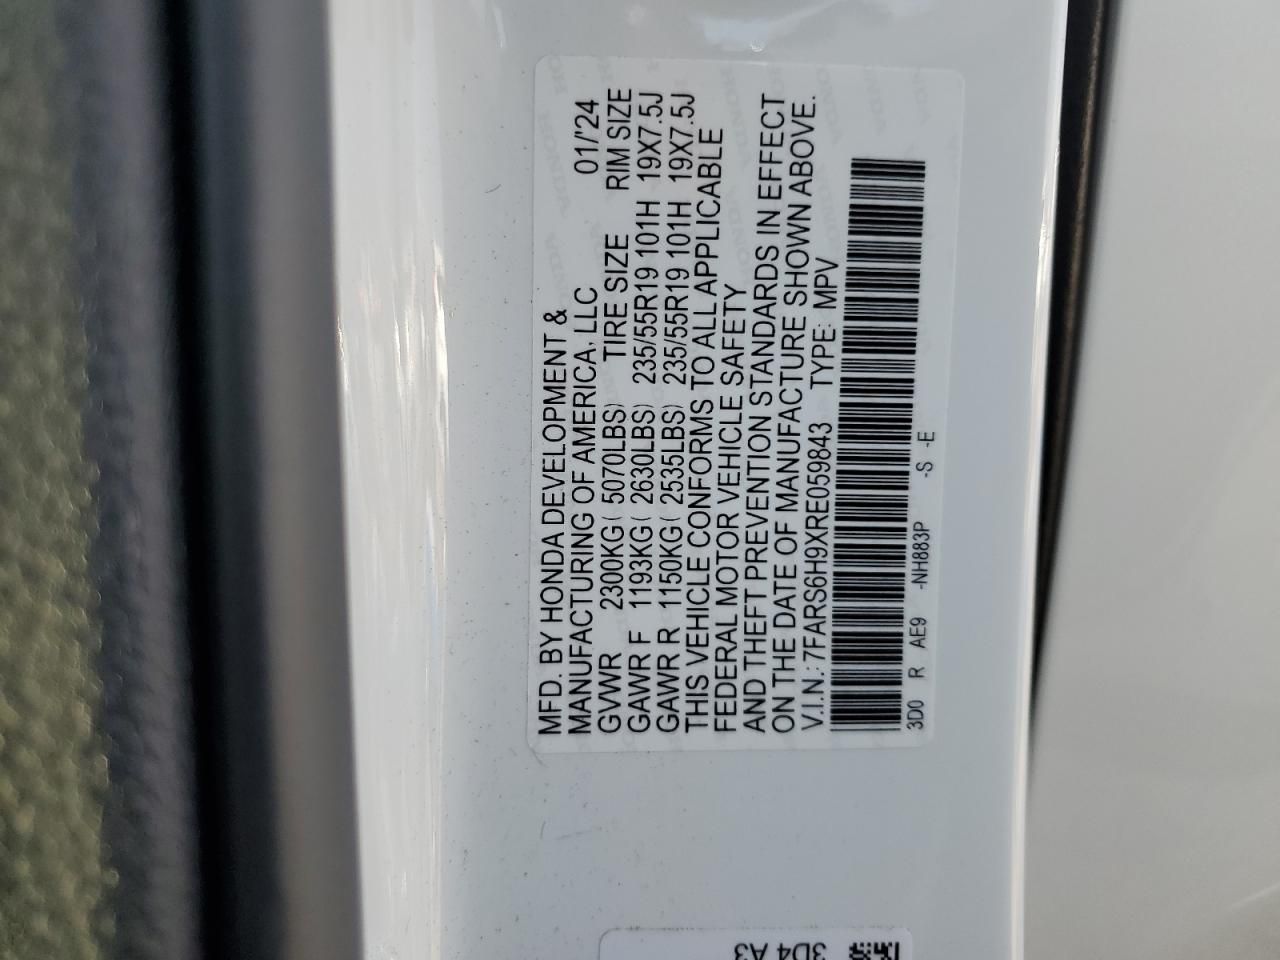 MFD. BY HONDA DEVELOPMENT &
MANUFACTURING OF AMERICA, LLC 01/'24
GVWR 2300KG ( 5070LBS) TIRE SIZE RIM SIZE
GAWR F 1193KG ( 2630LBS) 235/55R19 101H 19X7.5J
GAWR R 1150KG ( 2535LBS) 235/55R19 101H 19X7.5J
THIS VEHICLE CONFORMS TO ALL APPLICABLE
FEDERAL MOTOR VEHICLE SAFETY
AND THEFT PREVENTION STANDARDS IN EFFECT
ON THE DATE OF MANUFACTURE SHOWN ABOVE.
V.I.N.: 7FARS6H9XRE059843 TYPE: MPV
3D0 R AE9 -NH883P -S -E
3D4 A3